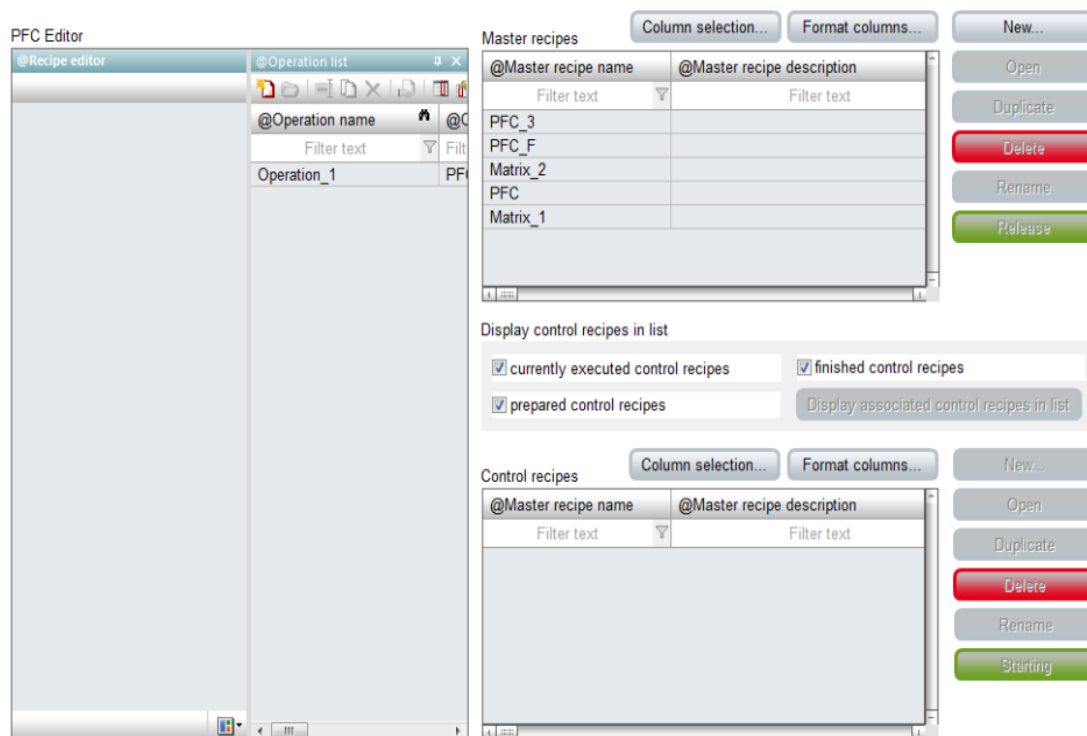 PFC Editor
@Recipe editor
@Operation list
@Operation name
Filter text
Filt
Operation_1
Master recipes
Column selection...
Format columns...
@Master recipe name
@Master recipe description
Filter text
Filter text
PFC_3
PFC_F
Matrix_2
PFC
Matrix_1
New...
Open
Duplicate
Delete
Rename
Release
Display control recipes in list
currently executed control recipes
finished control recipes
prepared control recipes
Display associated control recipes in list
Control recipes
Column selection...
Format columns...
@Master recipe name
@Master recipe description
Filter text
Filter text
New...
Open
Duplicate
Delete
Rename
Starting